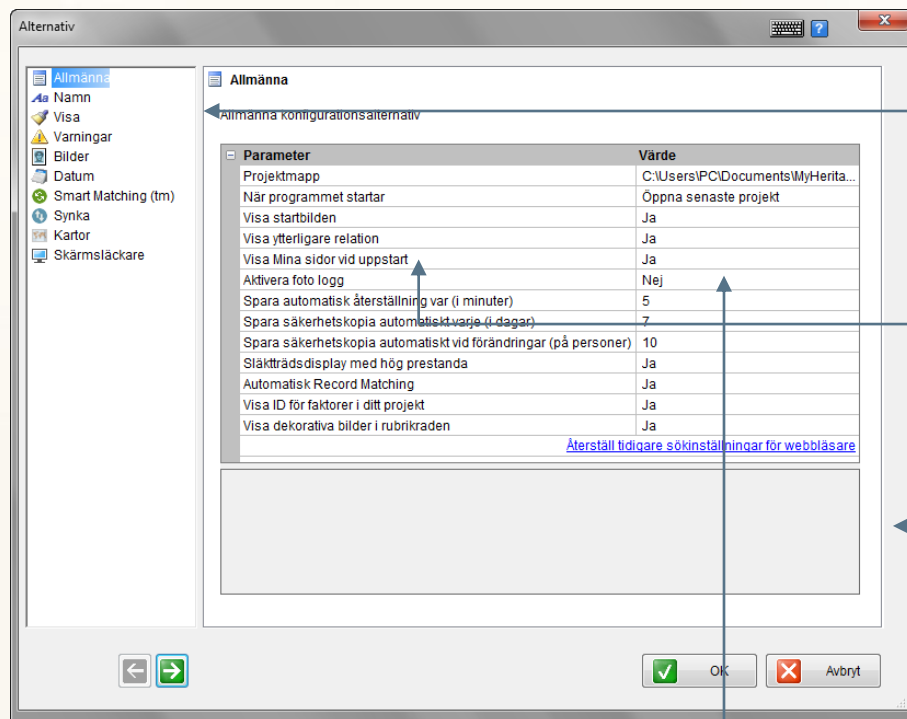 Alternativ
Allmänna
Namn
Visa
Varningar
Bilder
Datum
Smart Matching (tm)
Synka
Kartor
Skärmsläckare
Allmänna
Allmänna konfigurationsalternativ
Parameter Värde
Projektmapp C:\Users\PC\Documents\MyHerita...
När programmet startar Öppna senaste projekt
Visa startbilden Ja
Visa ytterligare relation Ja
Visa Mina sidor vid uppstart Ja
Aktivera foto logg Nej
Spara automatisk återställning var (i minuter) 5
Spara säkerhetskopia automatiskt varje (i dagar) 7
Spara säkerhetskopia automatiskt vid förändringar (på personer) 10
Släktträdsdisplay med hög prestanda Ja
Automatisk Record Matching Ja
Visa ID för faktorer i ditt projekt Ja
Visa dekorativa bilder i rubrikraden Ja
Återställ tidigare sökinställningar för webbläsare
OK Avbryt